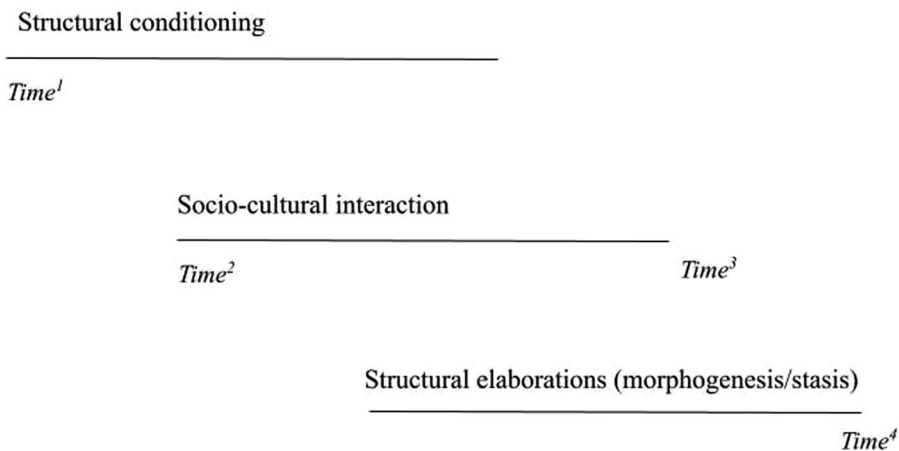 Structural conditioning
Time¹
Socio-cultural interaction
Time²
Time³
Structural elaborations (morphogenesis/stasis)
Time⁴